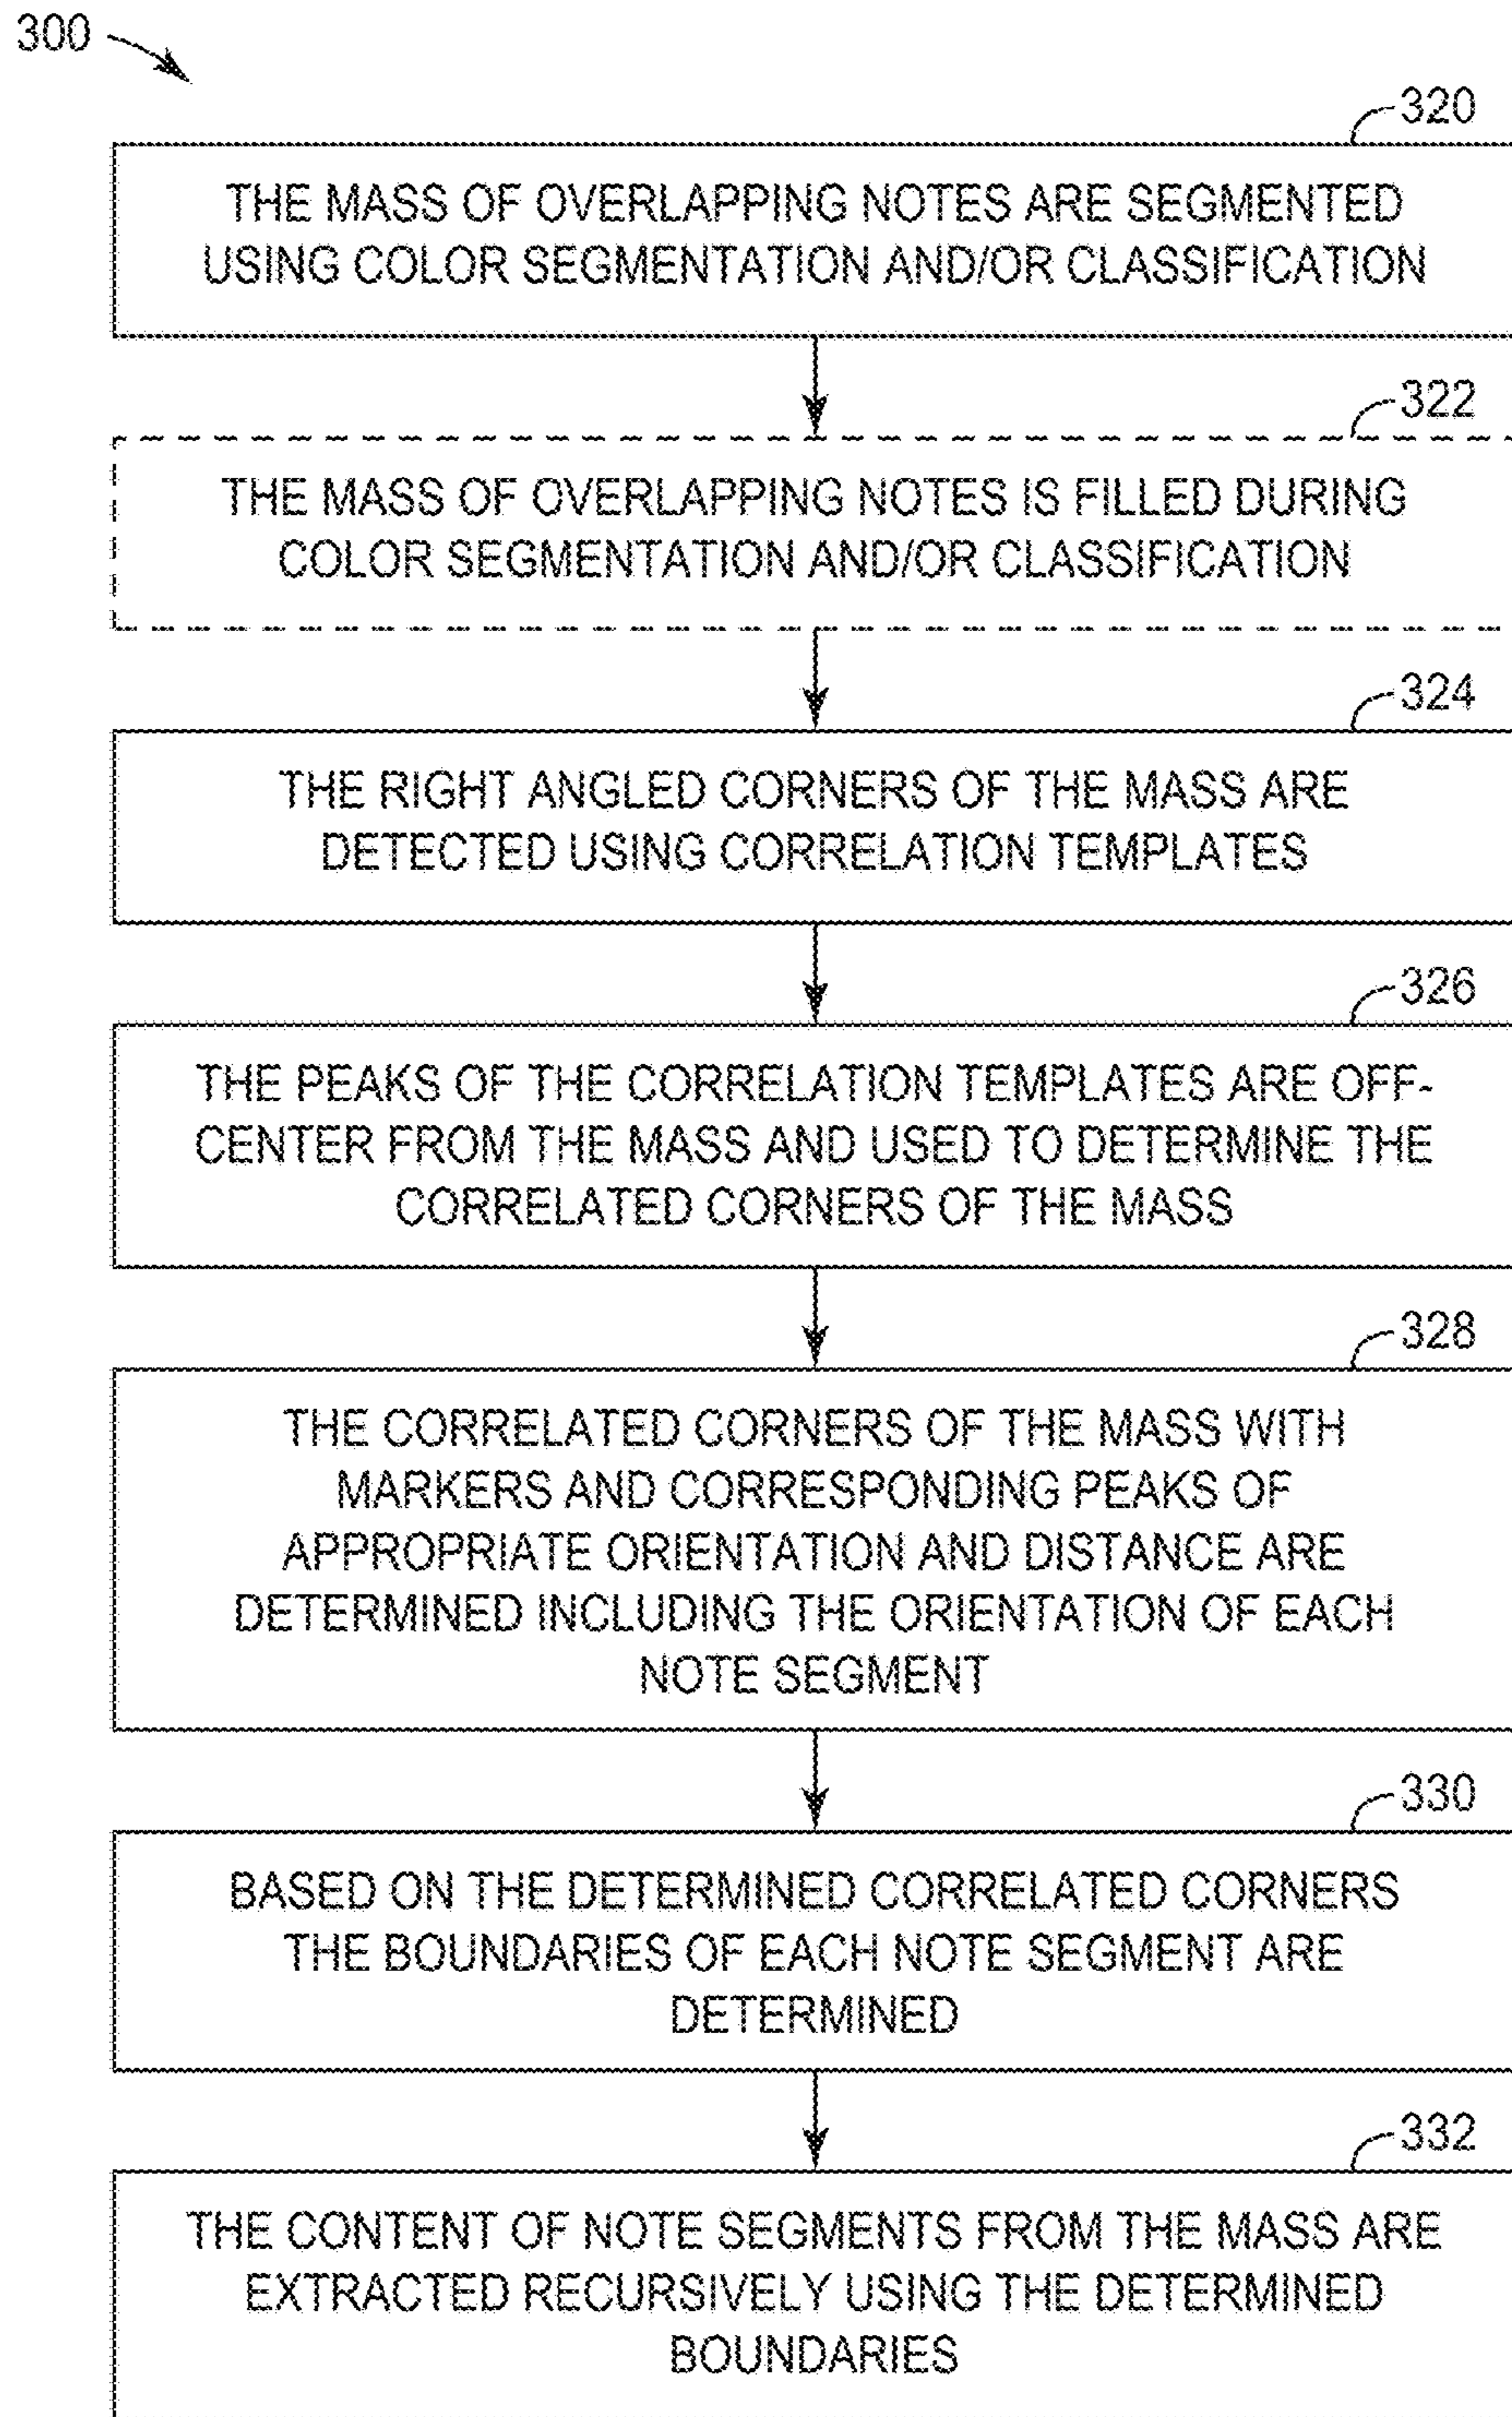 300
320
THE MASS OF OVERLAPPING NOTES ARE SEGMENTED
USING COLOR SEGMENTATION AND/OR CLASSIFICATION
322
THE MASS OF OVERLAPPING NOTES IS FILLED DURING
COLOR SEGMENTATION AND/OR CLASSIFICATION
324
THE RIGHT ANGLED CORNERS OF THE MASS ARE
DETECTED USING CORRELATION TEMPLATES
326
THE PEAKS OF THE CORRELATION TEMPLATES ARE OFF-
CENTER FROM THE MASS AND USED TO DETERMINE THE
CORRELATED CORNERS OF THE MASS
328
THE CORRELATED CORNERS OF THE MASS WITH
MARKERS AND CORRESPONDING PEAKS OF
APPROPRIATE ORIENTATION AND DISTANCE ARE
DETERMINED INCLUDING THE ORIENTATION OF EACH
NOTE SEGMENT
330
BASED ON THE DETERMINED CORRELATED CORNERS
THE BOUNDARIES OF EACH NOTE SEGMENT ARE
DETERMINED
332
THE CONTENT OF NOTE SEGMENTS FROM THE MASS ARE
EXTRACTED RECURSIVELY USING THE DETERMINED
BOUNDARIES